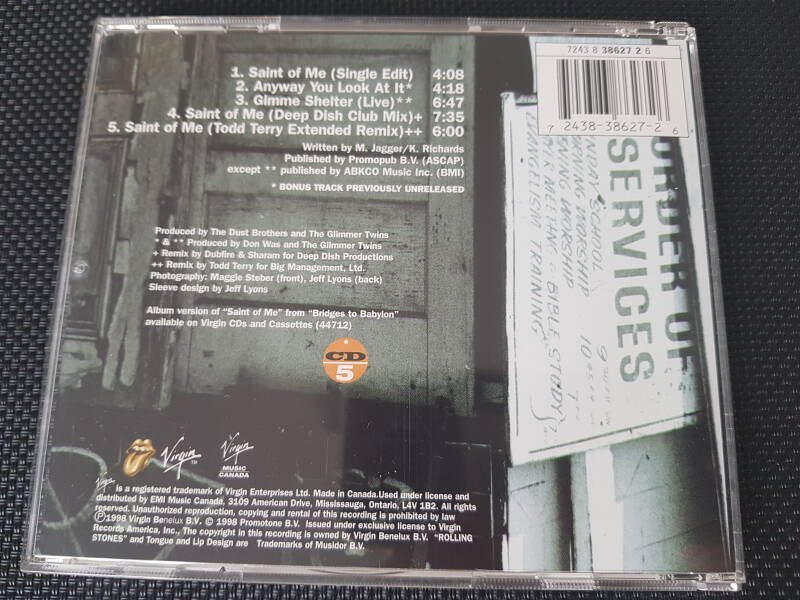 1. Saint of Me (Single Edit) 4:08
2. Anyway You Look At It* 4:18
3. Gimme Shelter (Live)** 6:47
4. Saint of Me (Deep Dish Club Mix)+ 7:35
5. Saint of Me (Todd Terry Extended Remix)++ 6:00
Written by M. Jagger/K. Richards
Published by Promopub B.V. (ASCAP)
except ** published by ABKCO Music Inc. (BMI)
* BONUS TRACK PREVIOUSLY UNRELEASED
Produced by The Dust Brothers and The Glimmer Twins
* & ** Produced by Don Was and The Glimmer Twins
+ Remix by Dubfire & Sharam for Deep Dish Productions
++ Remix by Todd Terry for Big Management, Ltd.
Photography: Maggie Steber (front), Jeff Lyons (back)
Sleeve design by Jeff Lyons
Album version of "Saint of Me" from "Bridges to Babylon"
available on Virgin CDs and Cassettes (44712)
CD
5
Virgin™
Virgin
MUSIC
CANADA
Virgin is a registered trademark of Virgin Enterprises Ltd. Made in Canada.Used under license and
distributed by EMI Music Canada. 3109 American Drive, Mississauga, Ontario, L4V 1B2. All rights
reserved. Unauthorized reproduction, copying and rental of this recording is prohibited by law
Ⓟ1998 Virgin Benelux B.V. © 1998 Promotone B.V. Issued under exclusive license to Virgin
Records America, Inc., The copyright in this recording is owned by Virgin Benelux B.V. "ROLLING
STONES" and Tongue and Lip Design are Trademarks of Musidor B.V.
7243 8 38627 2 6
7 2438-38627-2 6
ORDER OF
SERVICES
SUNDAY SCHOOL 9
MORNING WORSHIP 10
EVENING WORSHIP
MEETING & BIBLE STUDY 7
EVANGELISM TRAINING